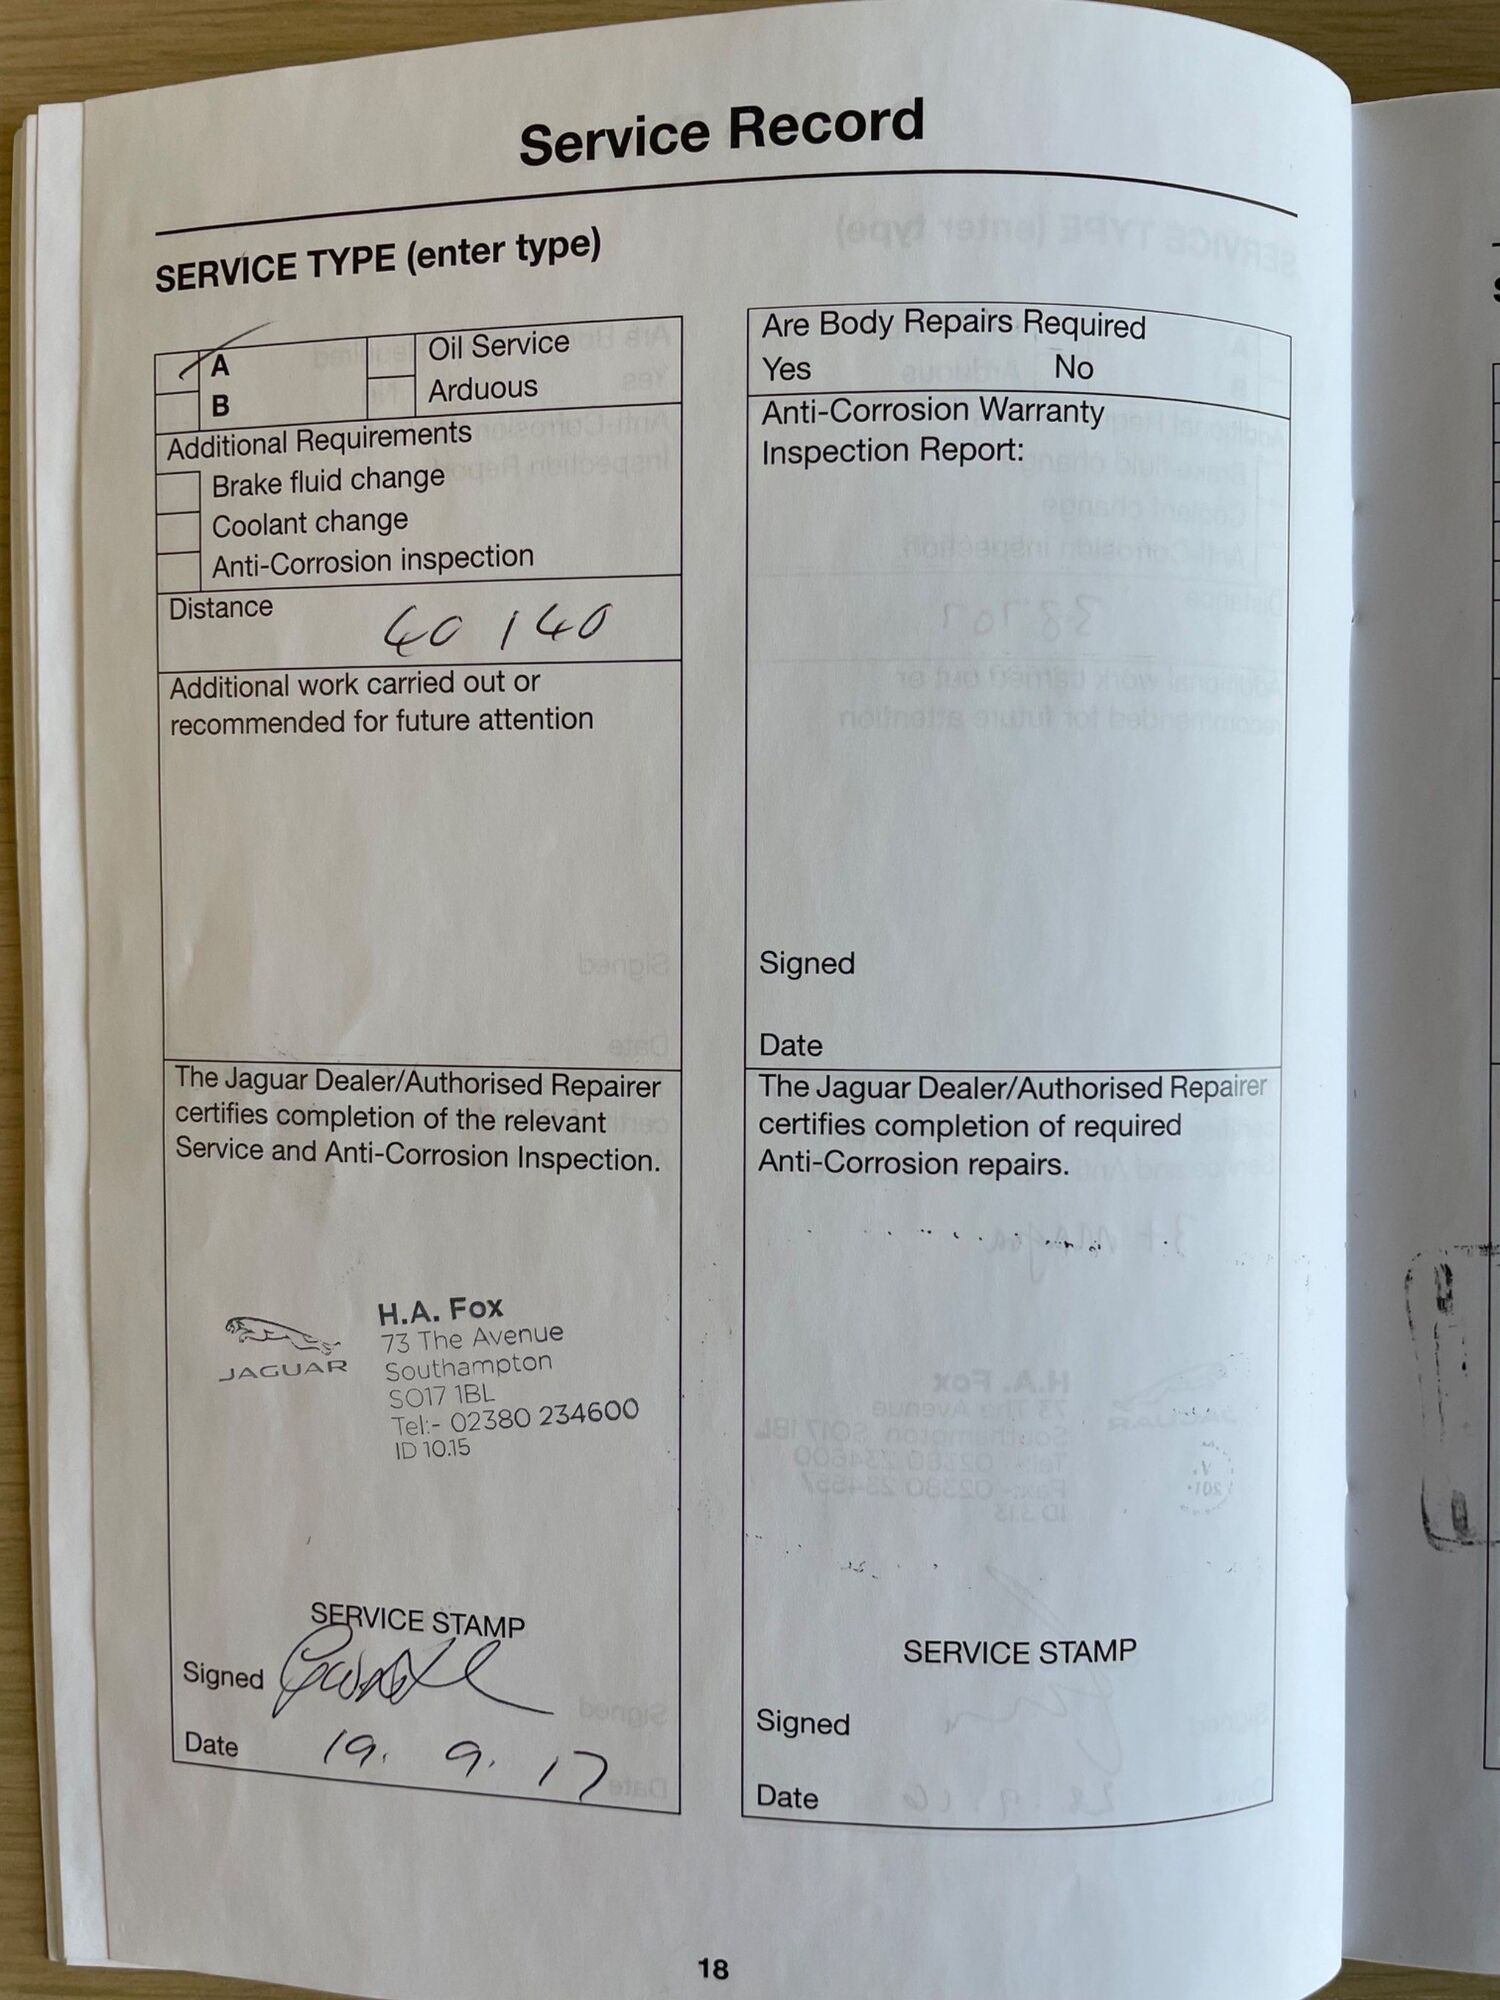 Service Record
SERVICE TYPE (enter type)
A
B
Oil Service
Arduous
Additional Requirements
Brake fluid change
Coolant change
Anti-Corrosion inspection
Distance 40 140
Additional work carried out or
recommended for future attention
The Jaguar Dealer/Authorised Repairer
certifies completion of the relevant
Service and Anti-Corrosion Inspection.
JAGUAR
H.A. Fox
73 The Avenue
Southampton
SO17 1BL
Tel:- 02380 234600
ID 10.15
SERVICE STAMP
Signed
Date 19. 9. 17
Are Body Repairs Required
Yes No
Anti-Corrosion Warranty
Inspection Report:
Signed
Date
The Jaguar Dealer/Authorised Repairer
certifies completion of required
Anti-Corrosion repairs.
SERVICE STAMP
Signed
Date
18